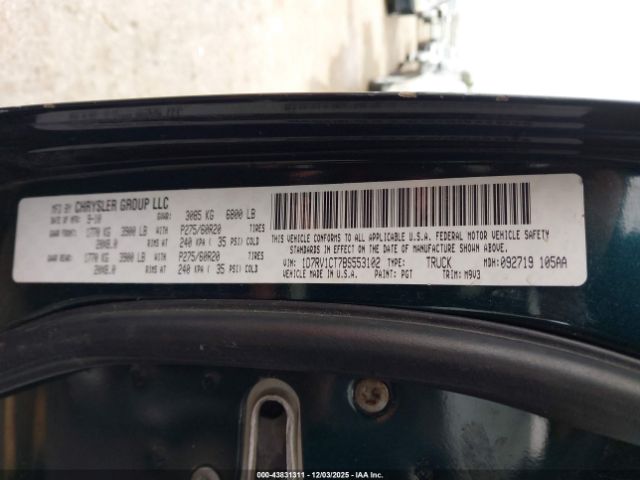 MFD BY CHRYSLER GROUP LLC
DATE OF MFR: 9-10 GVWR: 3085 KG 6800 LB
GAWR FRONT: 1770 KG 3900 LB WITH P275/60R20 TIRES
20X8.0 RIMS AT 240 KPA ( 35 PSI) COLD
GAWR REAR: 1770 KG 3900 LB WITH P275/60R20 TIRES
20X8.0 RIMS AT 240 KPA ( 35 PSI) COLD
THIS VEHICLE CONFORMS TO ALL APPLICABLE U.S.A. FEDERAL MOTOR VEHICLE SAFETY
STANDARDS IN EFFECT ON THE DATE OF MANUFACTURE SHOWN ABOVE.
VIN: 1D7RV1CT7BS553102 TYPE: TRUCK MDH: 092719 105AA
VEHICLE MADE IN U.S.A. PAINT: PGT TRIM: M9V3
000-43831311 - 12/03/2025 - IAA